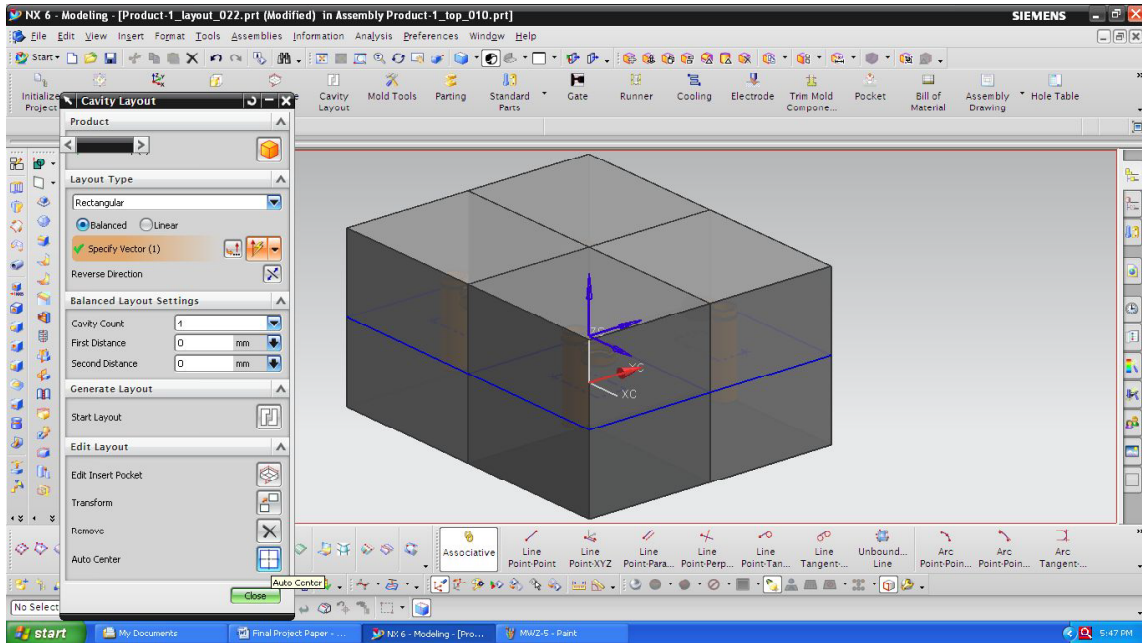 NX 6 - Modeling - [Product-1_layout_022.prt (Modified) in Assembly Product-1_top_010.prt]
SIEMENS
File Edit View Insert Format Tools Assemblies Information Analysis Preferences Window Help
Start
Initialize Project
Cavity Layout
Mold Tools
Parting
Standard Parts
Gate
Runner
Cooling
Electrode
Trim Mold Compone...
Pocket
Bill of Material
Assembly Drawing
Hole Table
Cavity Layout
Product
Layout Type
Rectangular
Balanced Linear
Specify Vector (1)
Reverse Direction
Balanced Layout Settings
Cavity Count 4
First Distance 0 mm
Second Distance 0 mm
Generate Layout
Start Layout
Edit Layout
Edit Insert Pocket
Transform
Remove
Auto Center
Auto Center
Close
XC
Associative
Line Point-Point
Line Point-XYZ
Line Point-Para...
Line Point-Perp...
Line Point-Tan...
Line Tangent-...
Unbound... Line
Arc Point-Poin...
Arc Point-Poin...
Arc Tangent-...
No Select
start
My Documents
Final Project Paper - ...
NX 6 - Modeling - [Pro...
MWZ-5 - Paint
5:47 PM